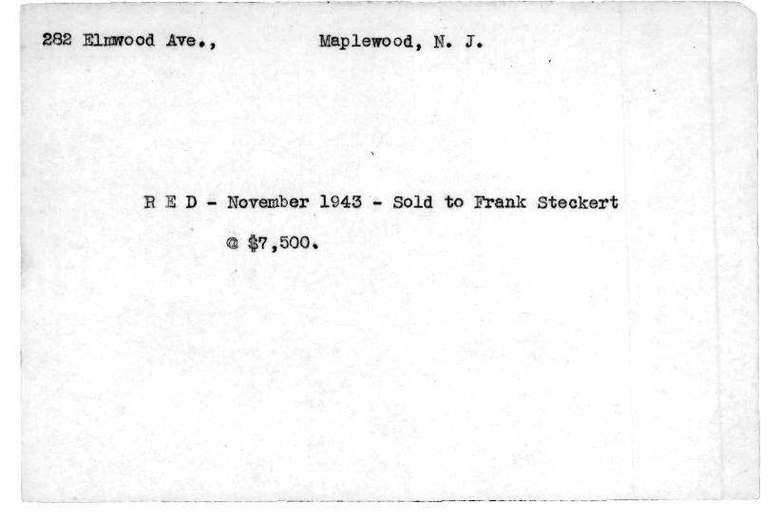 282 Elmwood Ave., Maplewood, N. J.
R E D - November 1943 - Sold to Frank Steckert
@ $7,500.